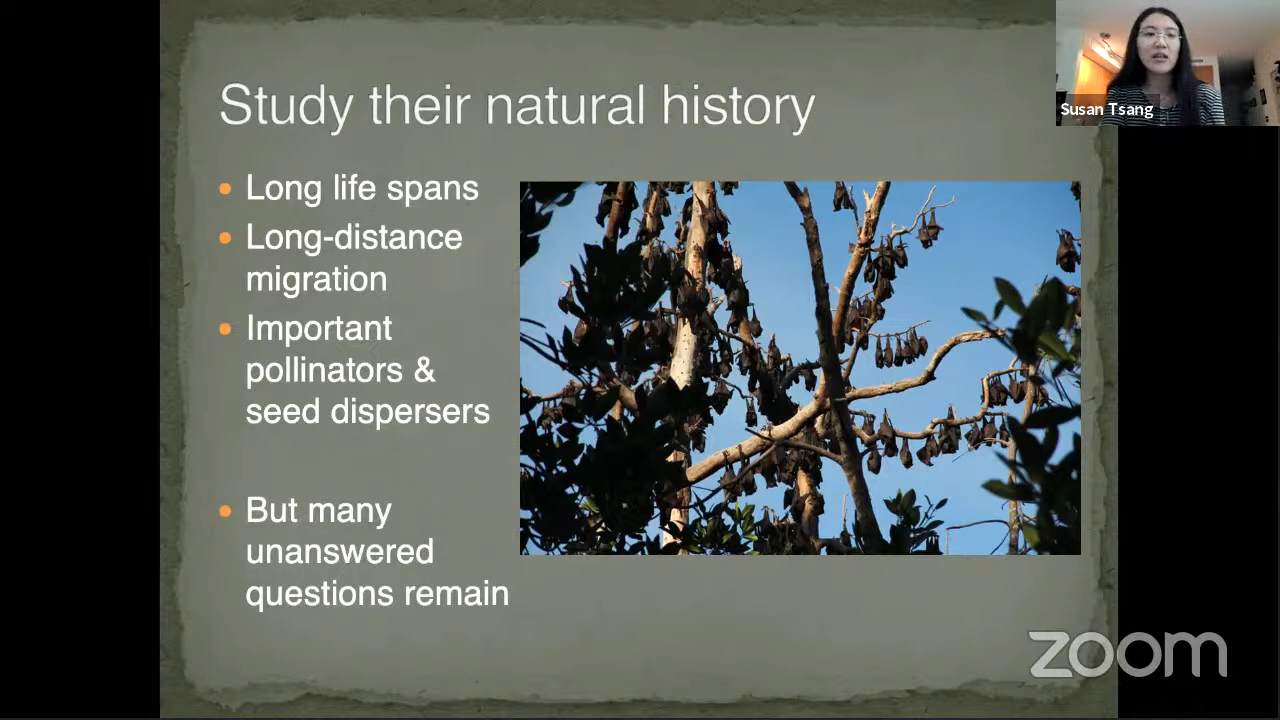 Study their natural history
Susan Tsang
Long life spans
Long-distance
migration
Important
pollinators &
seed dispersers
But many
unanswered
questions remain
zoom